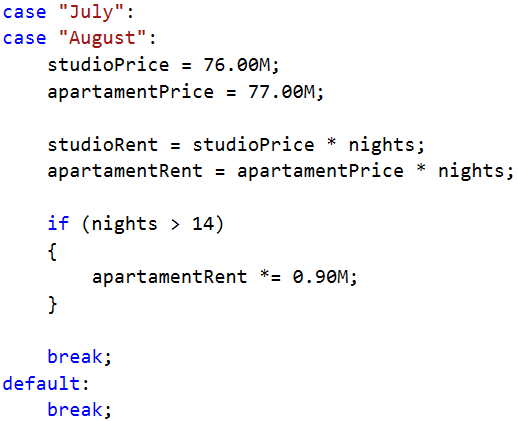 case "July":
case "August":
    studioPrice = 76.00M;
    apartamentPrice = 77.00M;

    studioRent = studioPrice * nights;
    apartamentRent = apartamentPrice * nights;

    if (nights > 14)
    {
        apartamentRent *= 0.90M;
    }

    break;
default:
    break;